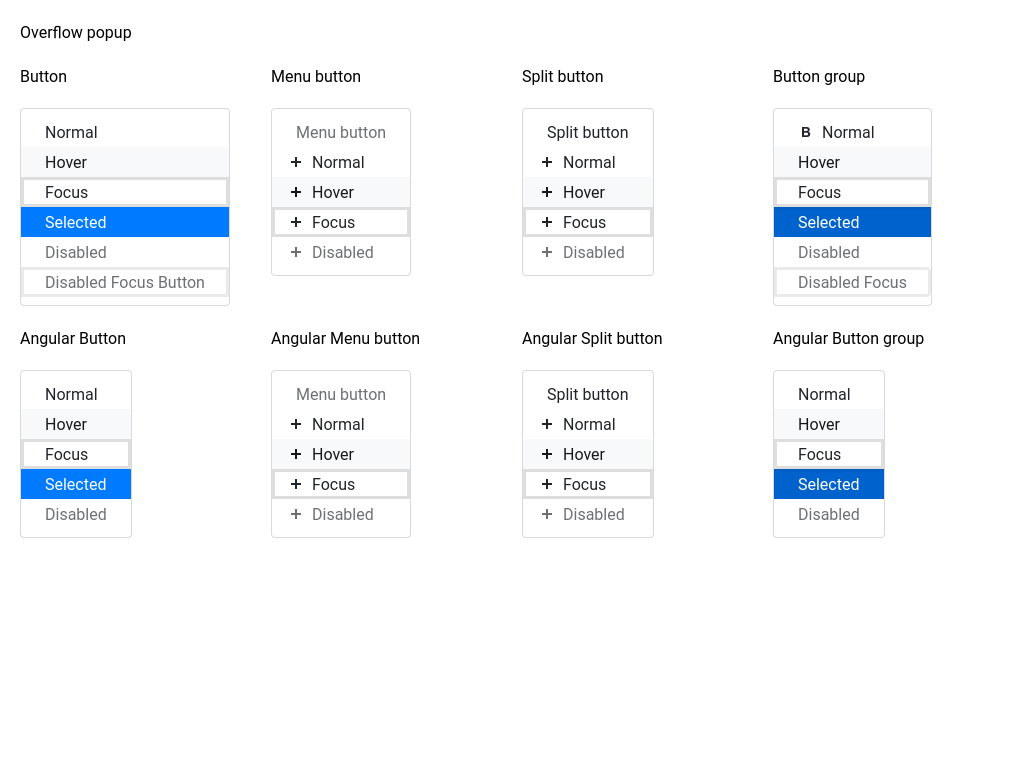 Overflow popup
Button
Normal
Hover
Focus
Selected
Disabled
Disabled Focus Button
Menu button
Menu button
Normal
Hover
Focus
Disabled
Split button
Split button
Normal
Hover
Focus
Disabled
Button group
B Normal
Hover
Focus
Selected
Disabled
Disabled Focus
Angular Button
Normal
Hover
Focus
Selected
Disabled
Angular Menu button
Menu button
Normal
Hover
Focus
Disabled
Angular Split button
Split button
Normal
Hover
Focus
Disabled
Angular Button group
Normal
Hover
Focus
Selected
Disabled